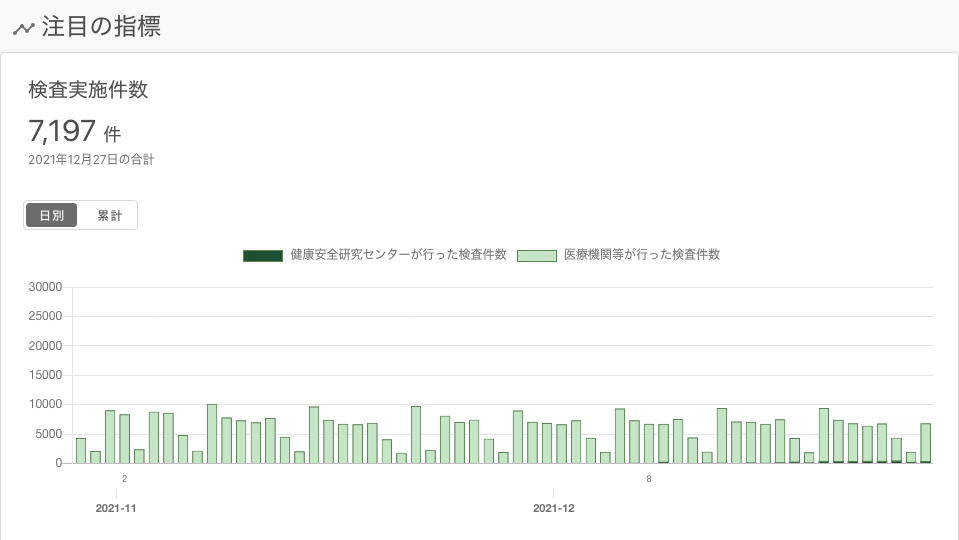 注目の指標
検査実施件数
7,197 件
2021年12月27日の合計
日別 累計
健康安全研究センターが行った検査件数 医療機関等が行った検査件数
30000
25000
20000
15000
10000
5000
0
2 8
2021-11 2021-12